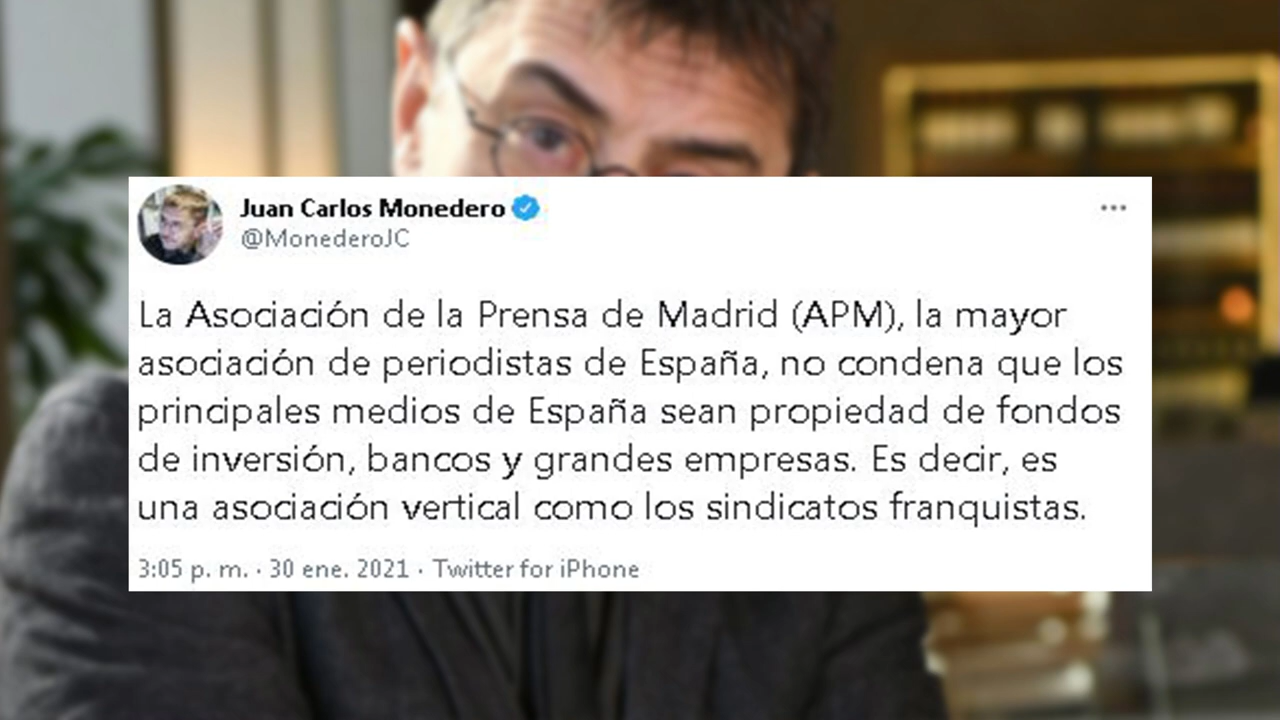 Juan Carlos Monedero
@MonederoJC
La Asociación de la Prensa de Madrid (APM), la mayor
asociación de periodistas de España, no condena que los
principales medios de España sean propiedad de fondos
de inversión, bancos y grandes empresas. Es decir, es
una asociación vertical como los sindicatos franquistas.
3:05 p. m. · 30 ene. 2021 · Twitter for iPhone